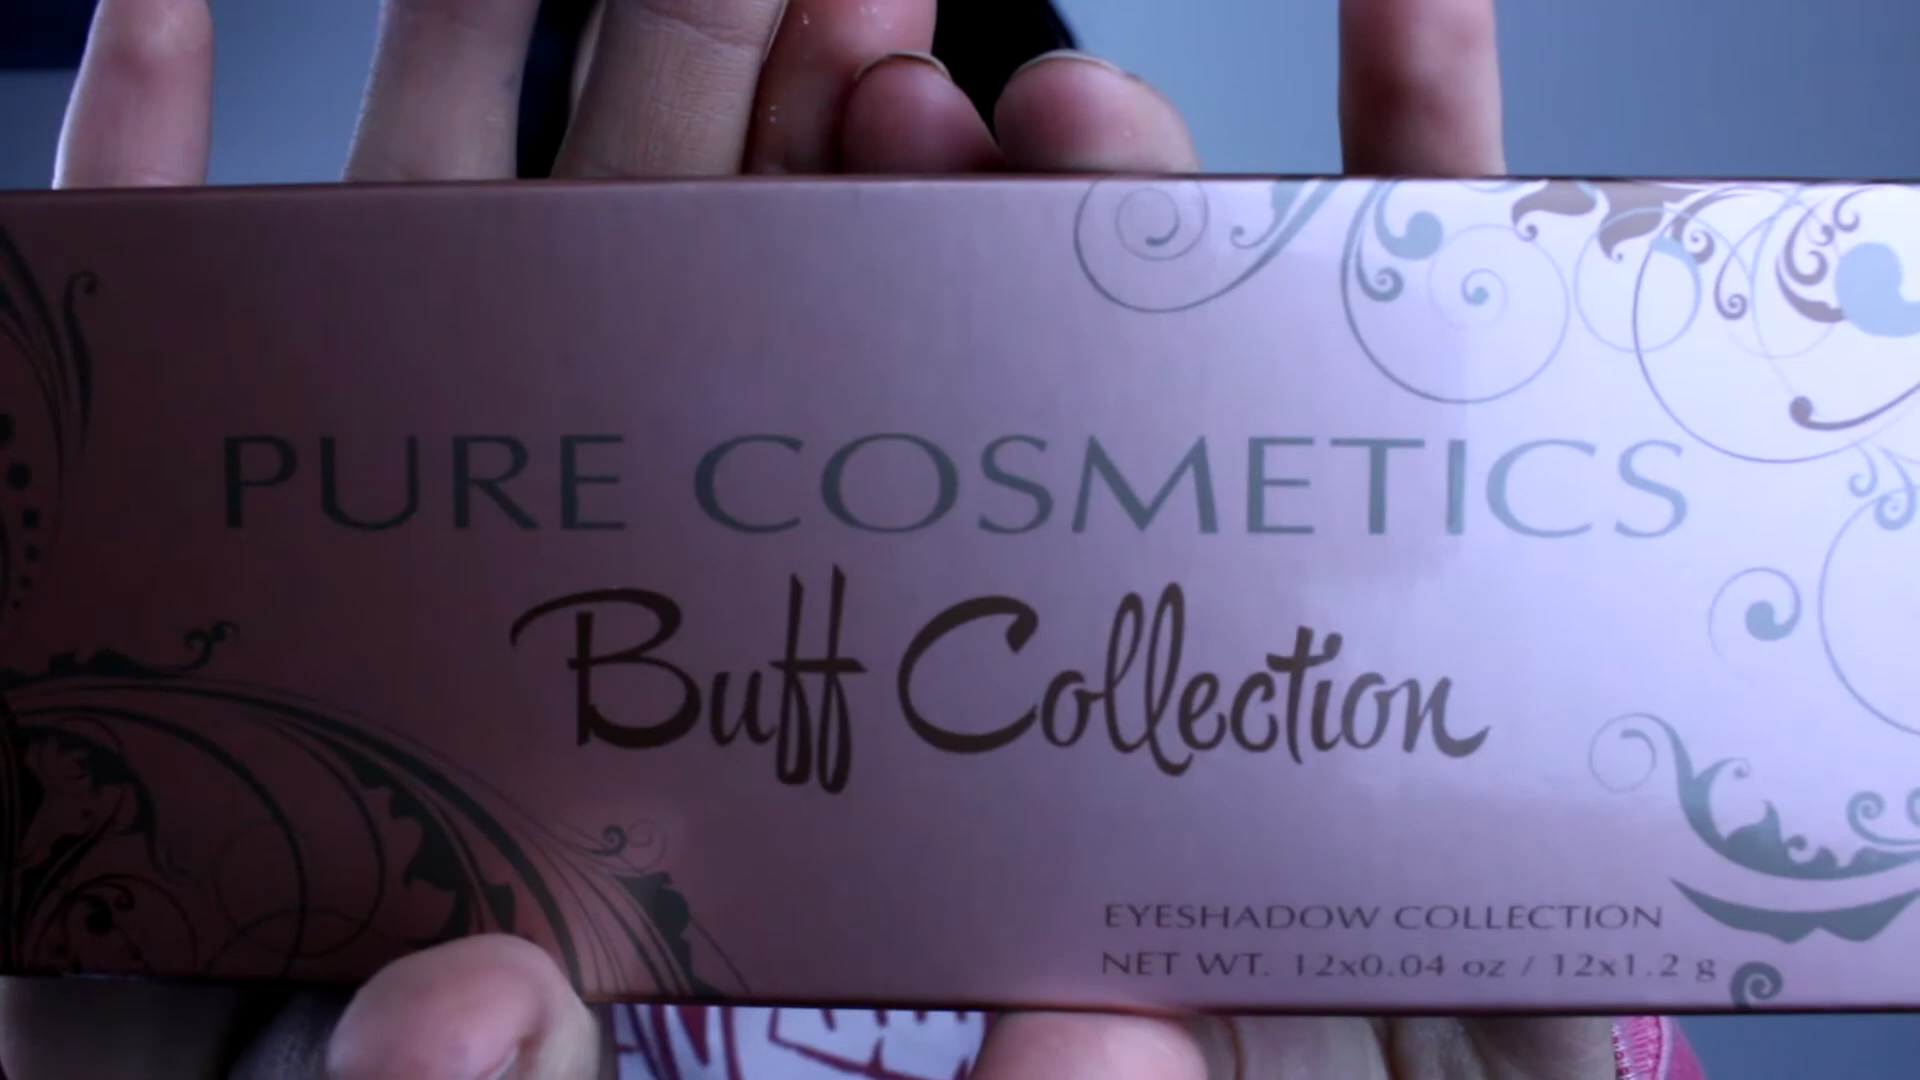 PURE COSMETICS
Buff Collection
EYESHADOW COLLECTION
NET WT. 12x0.04 oz / 12x1.2 g